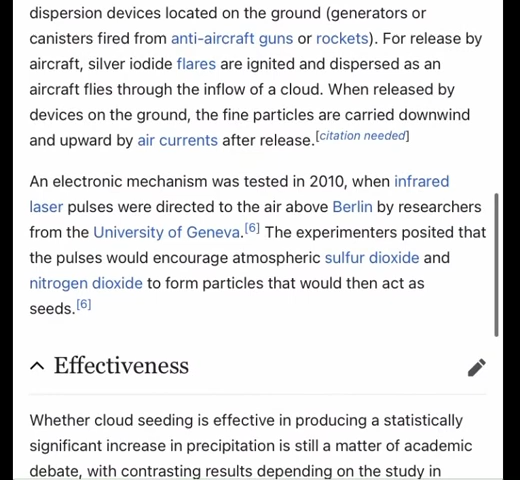 dispersion devices located on the ground (generators or
canisters fired from anti-aircraft guns or rockets). For release by
aircraft, silver iodide flares are ignited and dispersed as an
aircraft flies through the inflow of a cloud. When released by
devices on the ground, the fine particles are carried downwind
and upward by air currents after release.[citation needed]
An electronic mechanism was tested in 2010, when infrared
laser pulses were directed to the air above Berlin by researchers
from the University of Geneva.[6] The experimenters posited that
the pulses would encourage atmospheric sulfur dioxide and
nitrogen dioxide to form particles that would then act as
seeds.[6]
Effectiveness
Whether cloud seeding is effective in producing a statistically
significant increase in precipitation is still a matter of academic
debate, with contrasting results depending on the study in